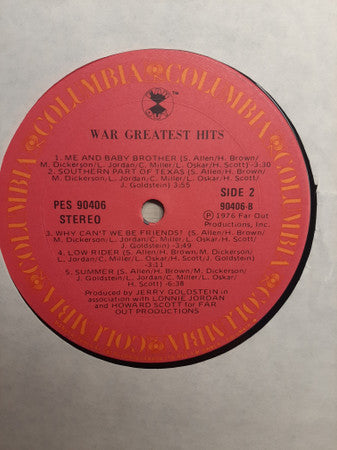 COLUMBIA COLUMBIA COLUMBIA COLUMBIA COLUMBIA COLUMBIA
TM
WAR GREATEST HITS
1. ME AND BABY BROTHER (S. Allen/H. Brown/
M. Dickerson/L. Jordan/C. Miller/L. Oskar/H. Scott) -3:30
2. SOUTHERN PART OF TEXAS (S. Allen/H. Brown/
M. Dickerson/L. Jordan/C. Miller/L. Oskar/H. Scott/
J. Goldstein) 3:55
PES 90406
STEREO
SIDE 2
90406-B
Ⓟ 1976 Far Out
Productions, Inc.
3. WHY CAN'T WE BE FRIENDS? (S. Allen/H. Brown/
M. Dickerson/L. Jordan/C. Miller/L. Oskar/H. Scott/
J. Goldstein) -3:49
4. LOW RIDER (S. Allen/H. Brown/M. Dickerson/
L. Jordan/C. Miller/L. Oskar/H. Scott/J. Goldstein)
-3:11
5. SUMMER (S. Allen/H. Brown/M. Dickerson/
J. Goldstein/L. Jordan/C. Miller/L. Oskar/
H. Scott) -6:38
Produced by JERRY GOLDSTEIN in
association with LONNIE JORDAN
and HOWARD SCOTT for FAR
OUT PRODUCTIONS